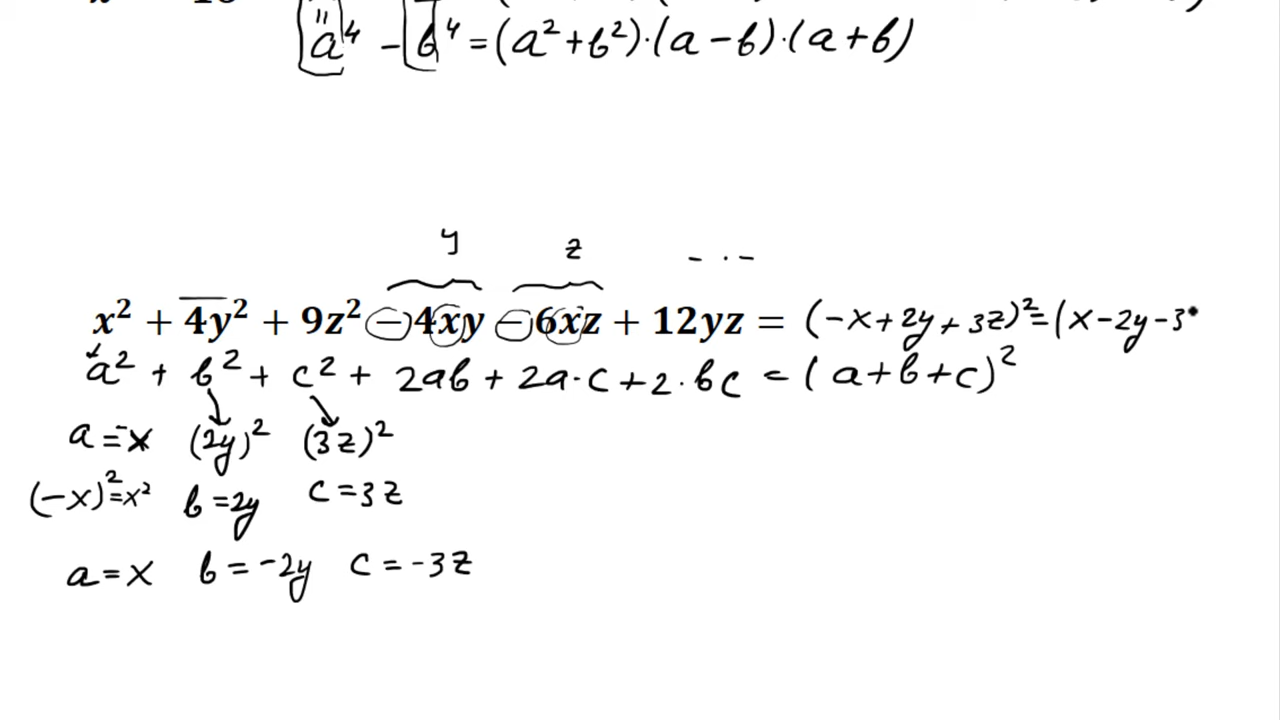 a⁴ - b⁴ = (a² + b²)·(a - b)·(a + b)
y z - · -
x² + 4y² + 9z² - 4xy - 6xz + 12yz = (-x + 2y + 3z)² = (x - 2y - 3
a² + b² + c² + 2ab + 2a·c + 2·bc = (a + b + c)²
a = -x (2y)² (3z)²
(-x)² = x² b = 2y c = 3z
a = x b = -2y c = -3z